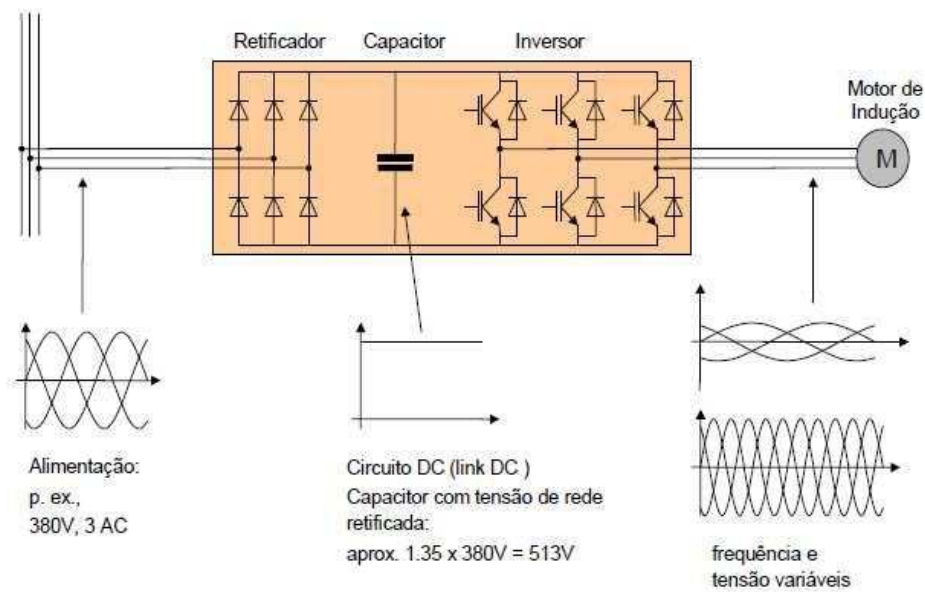 Retificador
Capacitor
Inversor
Motor de
Indução
M
Alimentação:
p. ex.,
380V, 3 AC
Circuito DC (link DC )
Capacitor com tensão de rede
retificada:
aprox. 1.35 x 380V = 513V
frequência e
tensão variáveis